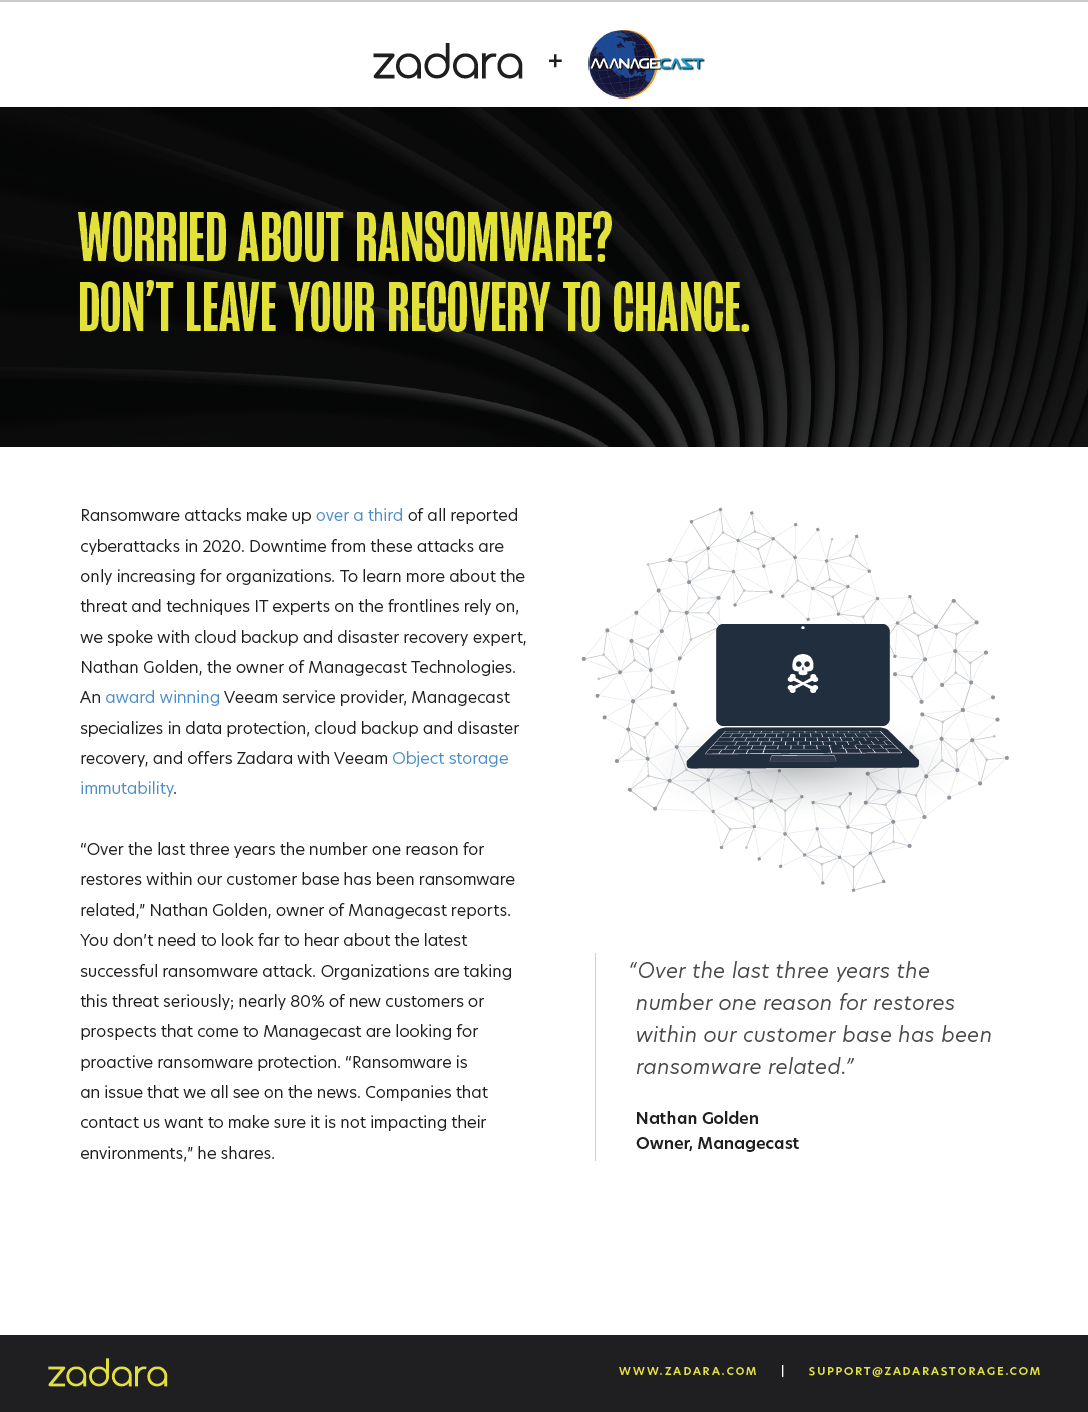 zadara + MANAGECAST
WORRIED ABOUT RANSOMWARE?
DON’T LEAVE YOUR RECOVERY TO CHANCE.
Ransomware attacks make up over a third of all reported
cyberattacks in 2020. Downtime from these attacks are
only increasing for organizations. To learn more about the
threat and techniques IT experts on the frontlines rely on,
we spoke with cloud backup and disaster recovery expert,
Nathan Golden, the owner of Managecast Technologies.
An award winning Veeam service provider, Managecast
specializes in data protection, cloud backup and disaster
recovery, and offers Zadara with Veeam Object storage
immutability.
“Over the last three years the number one reason for
restores within our customer base has been ransomware
related,” Nathan Golden, owner of Managecast reports.
You don’t need to look far to hear about the latest
successful ransomware attack. Organizations are taking
this threat seriously; nearly 80% of new customers or
prospects that come to Managecast are looking for
proactive ransomware protection. “Ransomware is
an issue that we all see on the news. Companies that
contact us want to make sure it is not impacting their
environments,” he shares.
“Over the last three years the
number one reason for restores
within our customer base has been
ransomware related.”
Nathan Golden
Owner, Managecast
zadara
WWW.ZADARA.COM | SUPPORT@ZADARASTORAGE.COM